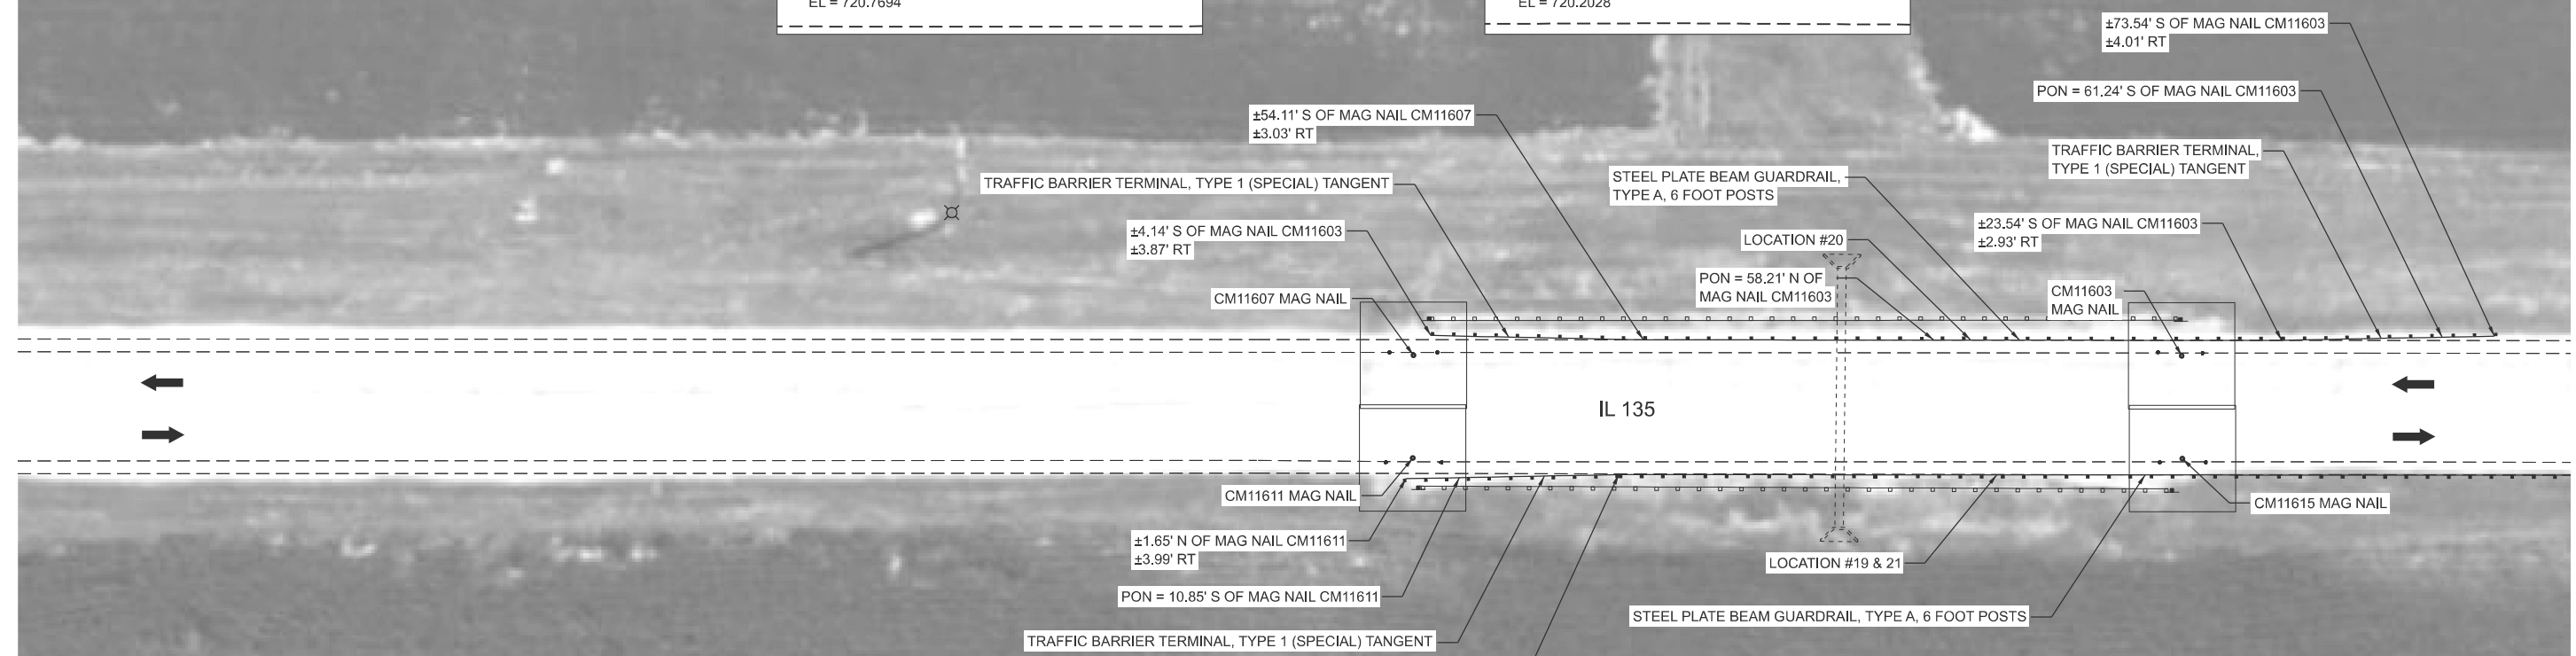 EL = 720.7694
EL = 720.2028
±73.54' S OF MAG NAIL CM11603
±4.01' RT
PON = 61.24' S OF MAG NAIL CM11603
±54.11' S OF MAG NAIL CM11607
±3.03' RT
TRAFFIC BARRIER TERMINAL,
TYPE 1 (SPECIAL) TANGENT
TRAFFIC BARRIER TERMINAL, TYPE 1 (SPECIAL) TANGENT
STEEL PLATE BEAM GUARDRAIL,
TYPE A, 6 FOOT POSTS
±4.14' S OF MAG NAIL CM11603
±3.87' RT
±23.54' S OF MAG NAIL CM11603
±2.93' RT
LOCATION #20
PON = 58.21' N OF
MAG NAIL CM11603
CM11607 MAG NAIL
CM11603
MAG NAIL
IL 135
CM11611 MAG NAIL
CM11615 MAG NAIL
±1.65' N OF MAG NAIL CM11611
±3.99' RT
LOCATION #19 & 21
PON = 10.85' S OF MAG NAIL CM11611
STEEL PLATE BEAM GUARDRAIL, TYPE A, 6 FOOT POSTS
TRAFFIC BARRIER TERMINAL, TYPE 1 (SPECIAL) TANGENT